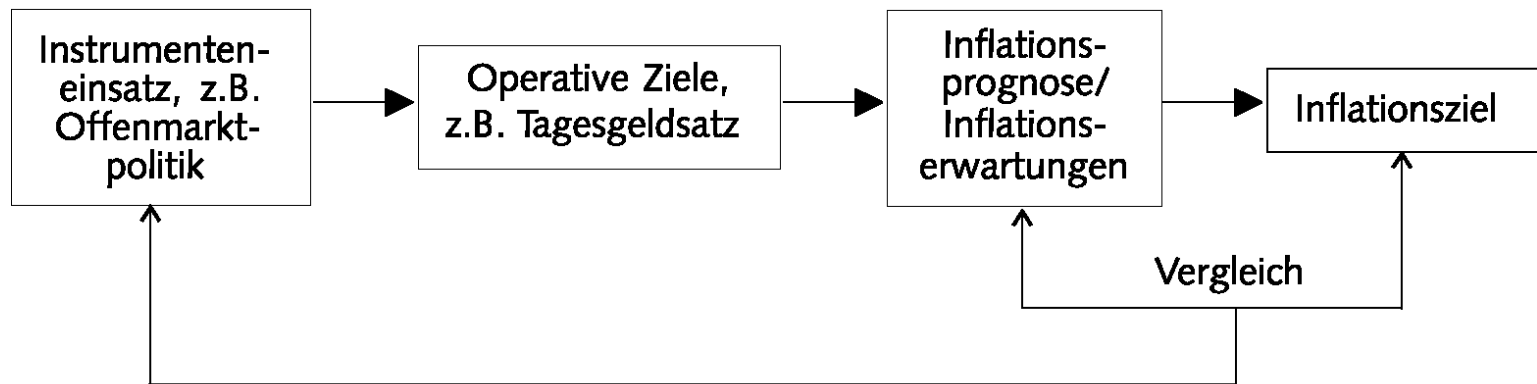 Instrumenten-
einsatz, z.B.
Offenmarkt-
politik
Operative Ziele,
z.B. Tagesgeldsatz
Inflations-
prognose/
Inflations-
erwartungen
Inflationsziel
Vergleich